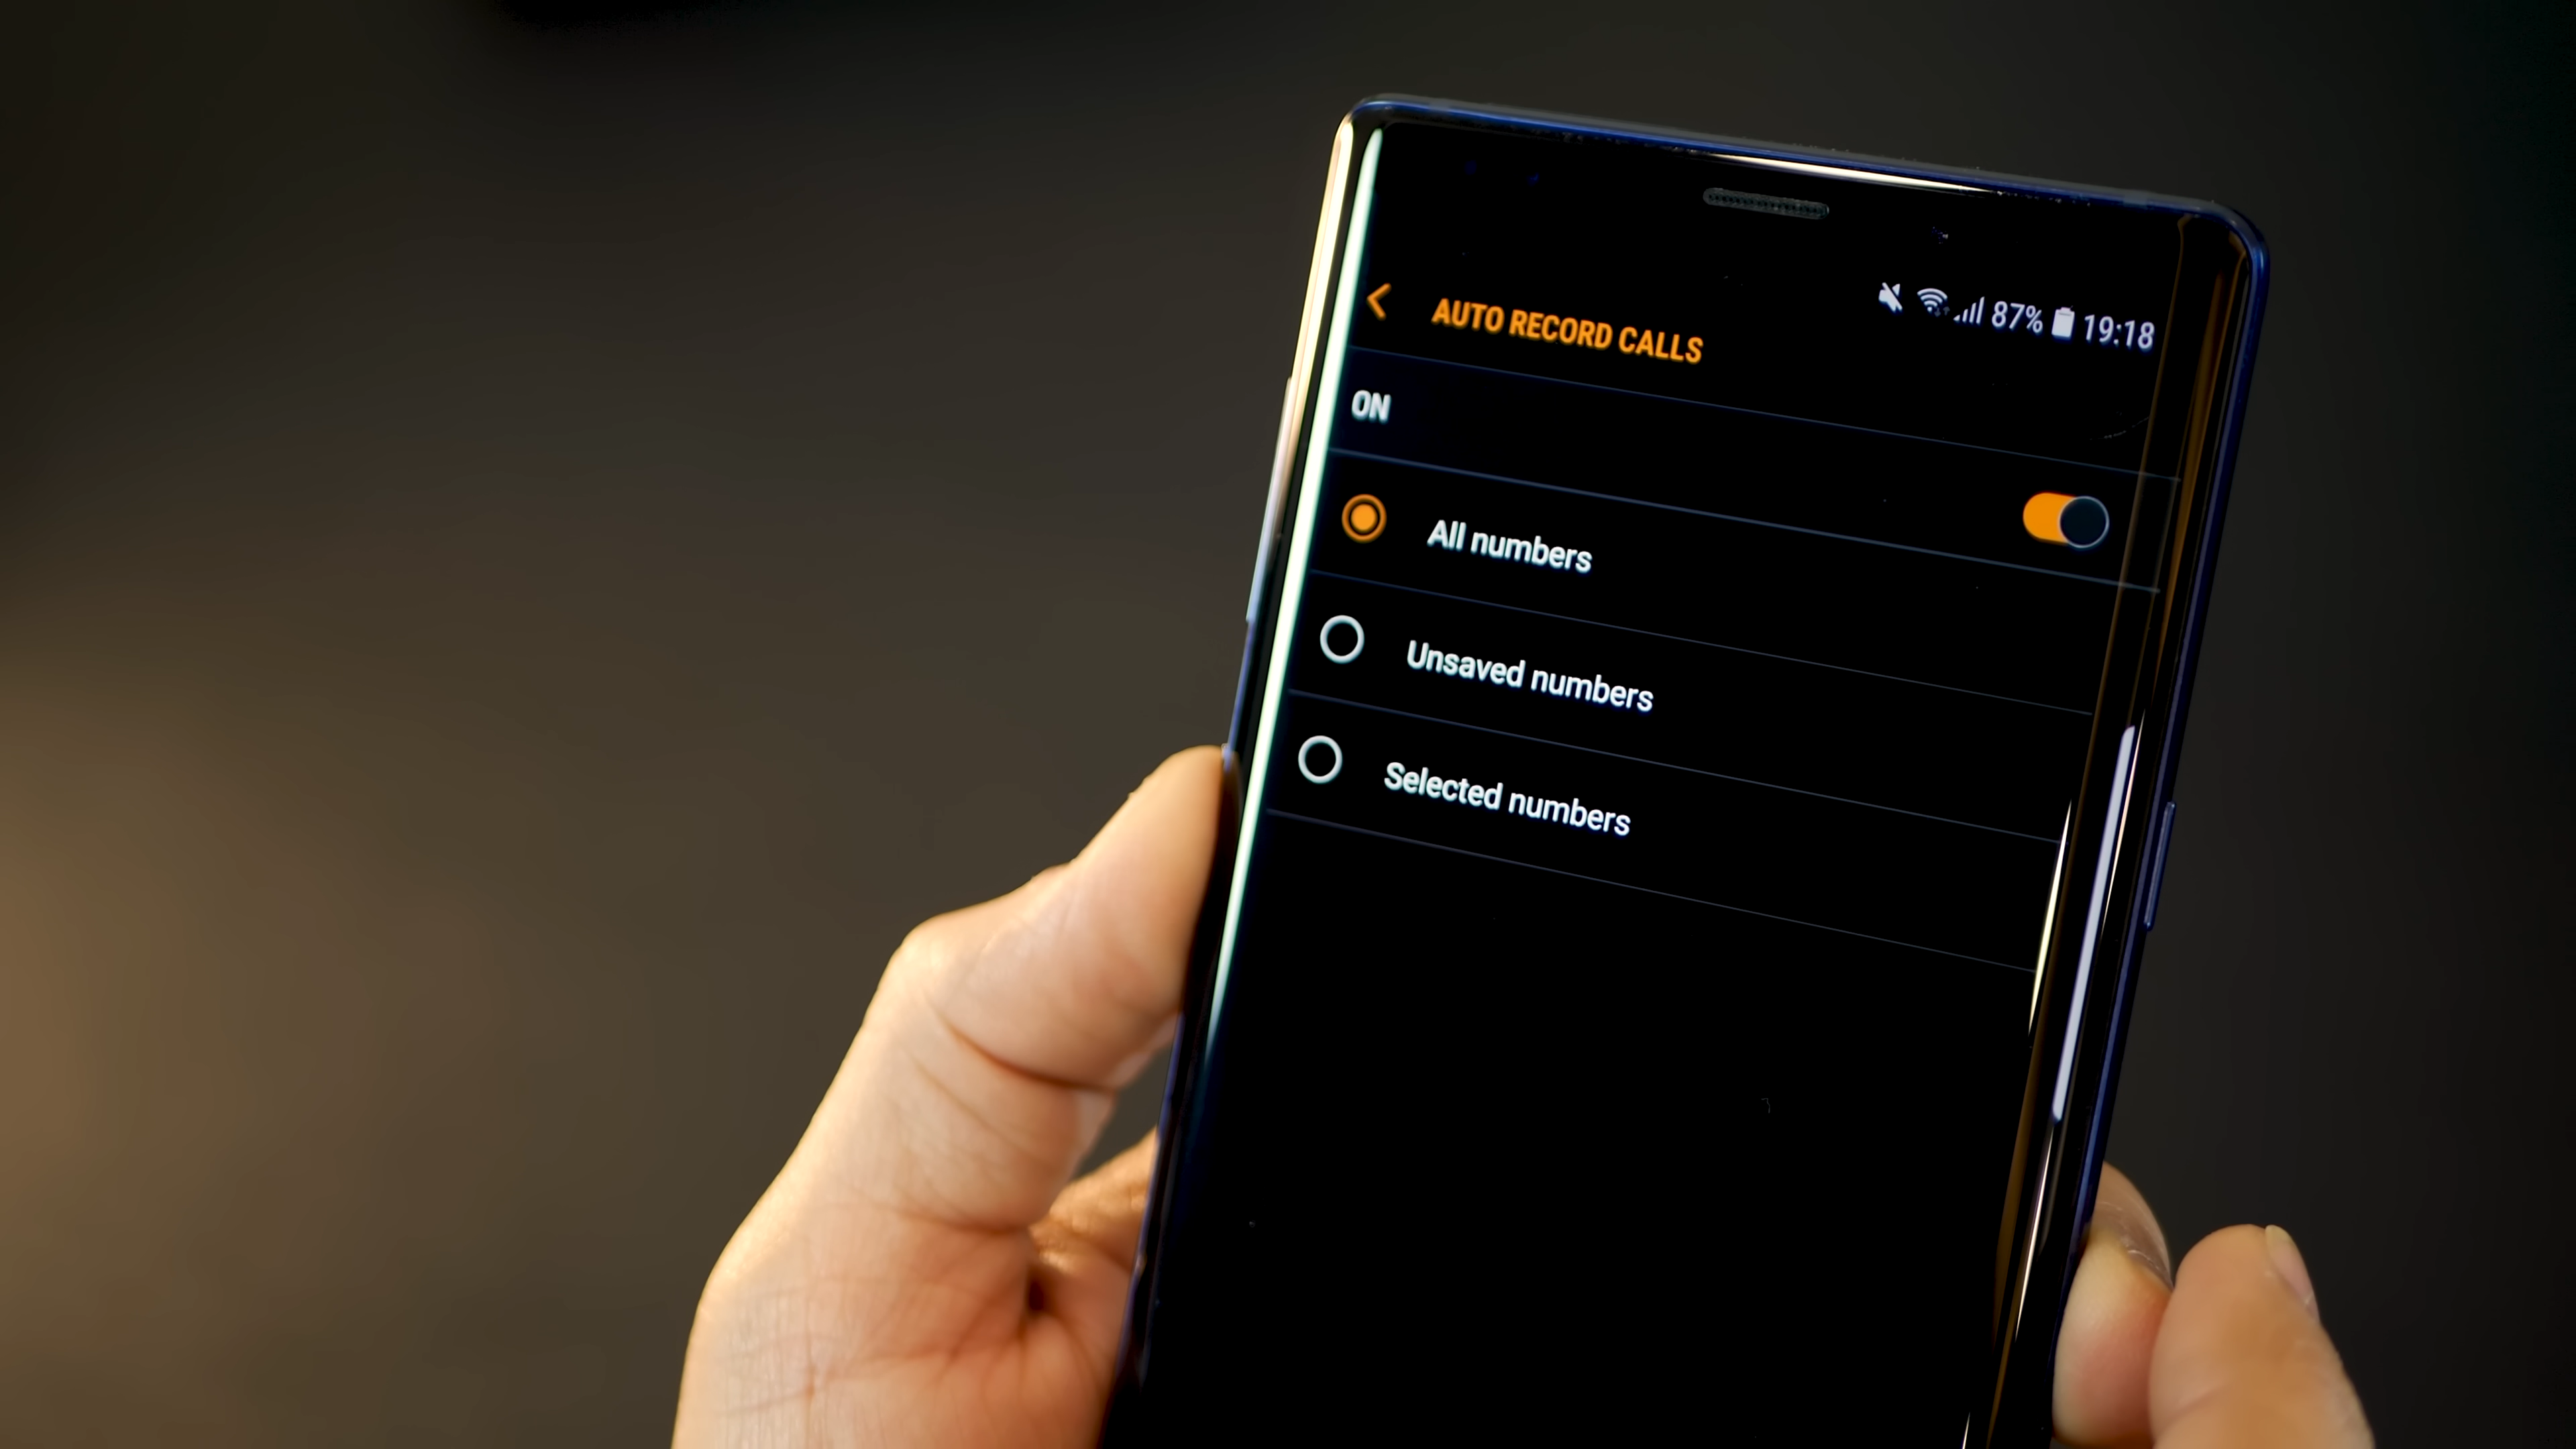 87% 19:18
AUTO RECORD CALLS
ON
All numbers
Unsaved numbers
Selected numbers